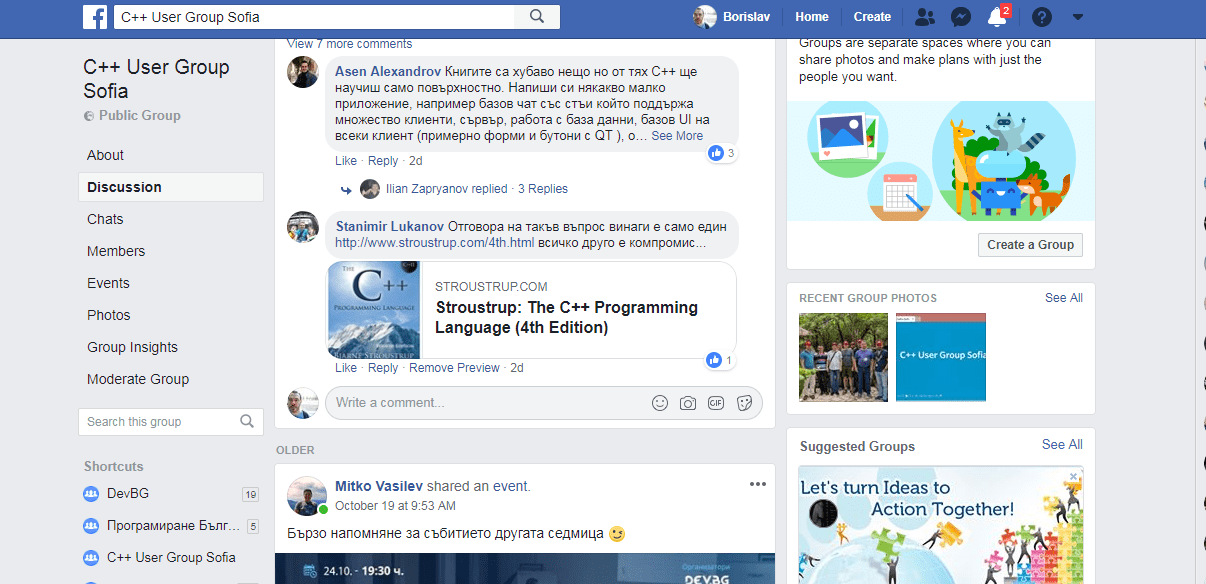 C++ User Group Sofia
Borislav
Home
Create
2
C++ User Group
Sofia
Public Group
About
Discussion
Chats
Members
Events
Photos
Group Insights
Moderate Group
Search this group
Shortcuts
DevBG
19
Програмиране Бълг...
5
C++ User Group Sofia
View 7 more comments
Asen Alexandrov Книгите са хубаво нещо но от тях C++ ще
научиш само повърхностно. Напиши си някакво малко
приложение, например базов чат със стъи който поддържа
множество клиенти, сървър, работа с база данни, базов UI на
всеки клиент (примерно форми и бутони с QT ), о... See More
3
Like · Reply · 2d
Ilian Zapryanov replied · 3 Replies
Stanimir Lukanov Отговора на такъв въпрос винаги е само един
http://www.stroustrup.com/4th.html всичко друго е компромис...
THE
C++
PROGRAMMING
LANGUAGE
BJARNE STROUSTRUP
STROUSTRUP.COM
Stroustrup: The C++ Programming
Language (4th Edition)
1
Like · Reply · Remove Preview · 2d
Write a comment...
GIF
OLDER
Mitko Vasilev shared an event.
October 19 at 9:53 AM
Бързо напомняне за събитието другата седмица
24.10. - 19:30 ч.
Организатори
DEVBG
Groups are separate spaces where you can
share photos and make plans with just the
people you want.
Create a Group
RECENT GROUP PHOTOS
See All
C++ User Group Sofia
Suggested Groups
See All
Let's turn Ideas to
Action Together!